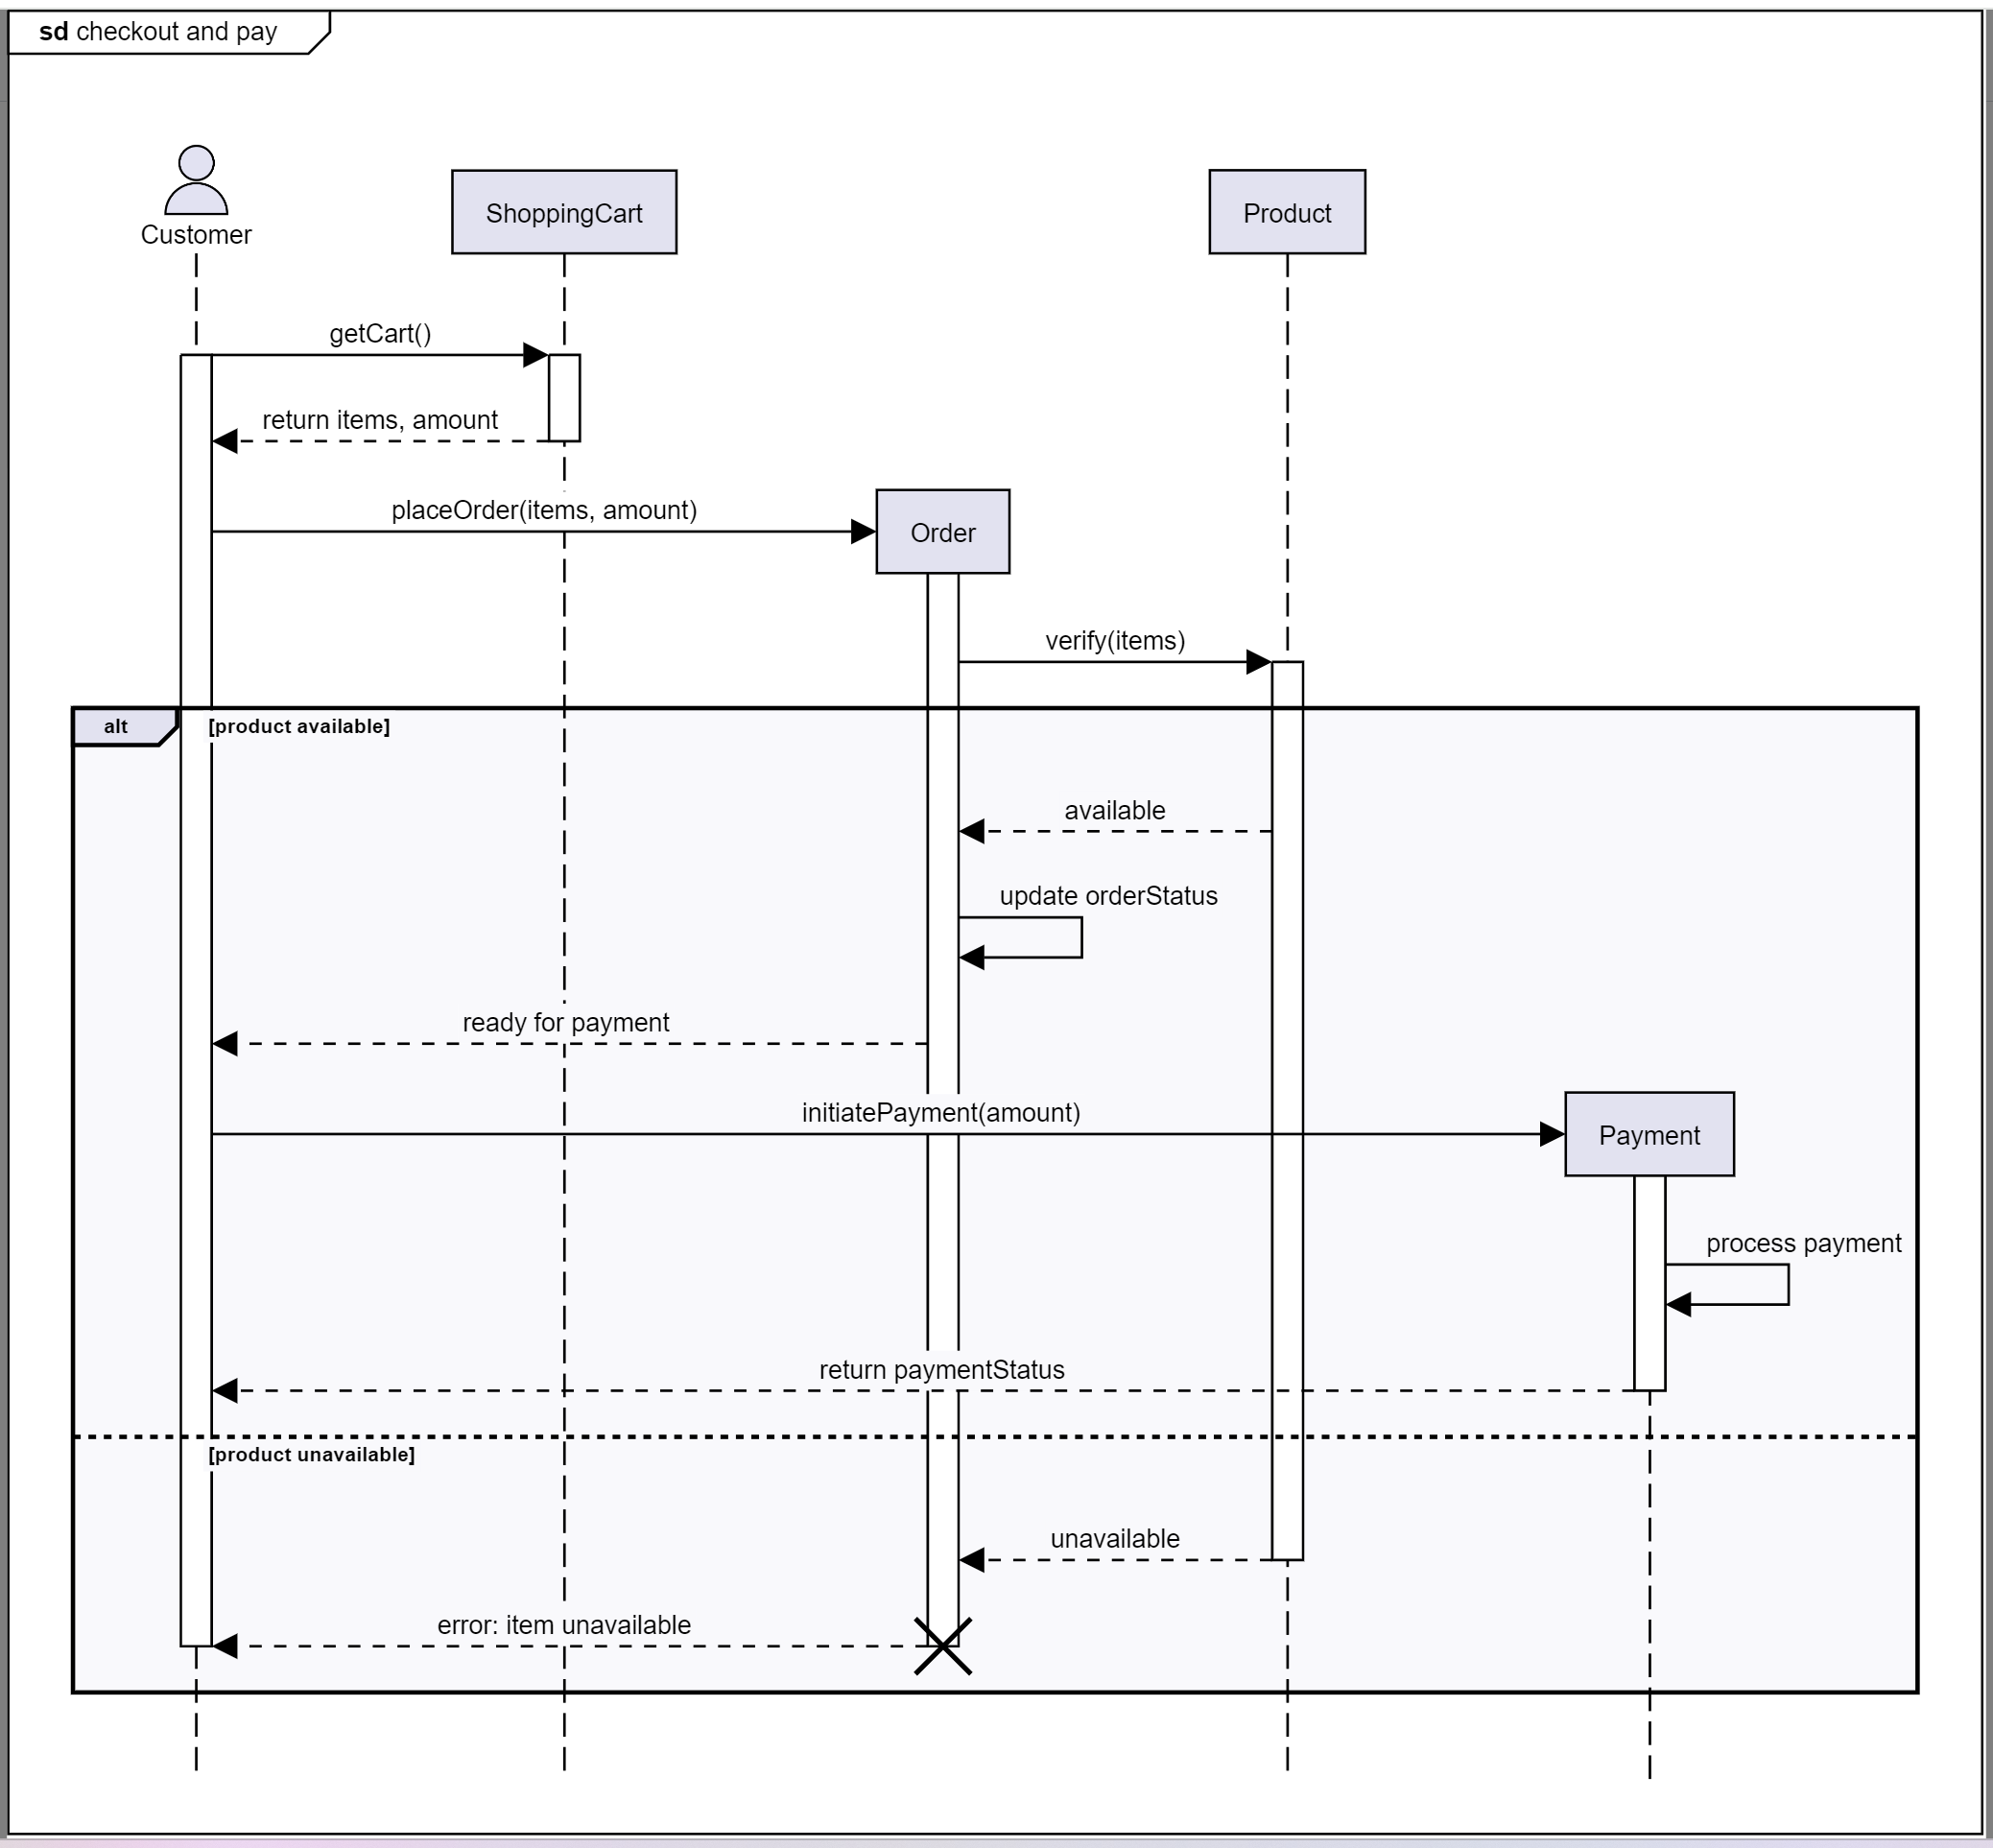 sd checkout and pay
Customer
ShoppingCart
Product
getCart()
return items, amount
placeOrder(items, amount)
Order
verify(items)
alt
[product available]
available
update orderStatus
ready for payment
initiatePayment(amount)
Payment
process payment
return paymentStatus
[product unavailable]
unavailable
error: item unavailable